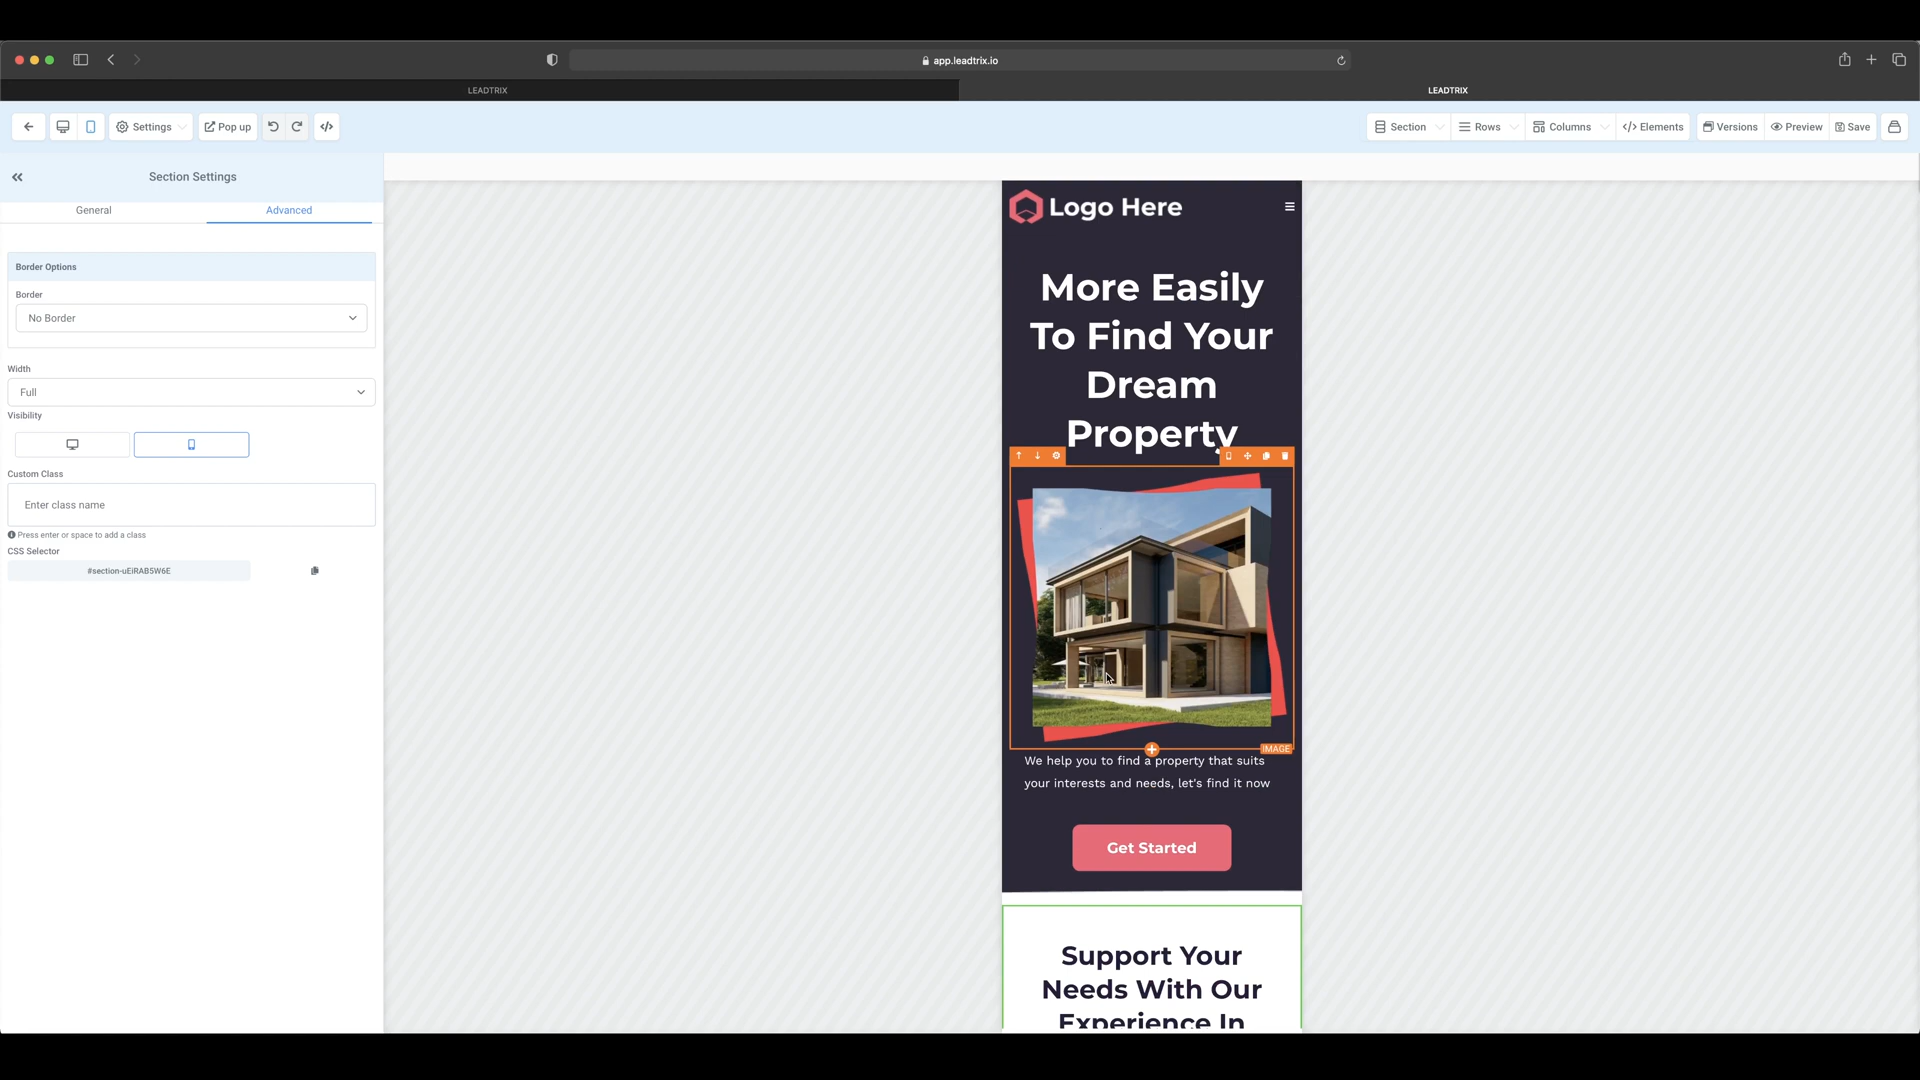 app.leadtrix.io
LEADTRIX
LEADTRIX
Settings
Pop up
Section
Rows
Columns
Elements
Versions
Preview
Save
Section Settings
General
Advanced
Border Options
Border
No Border
Width
Full
Visibility
Custom Class
Enter class name
Press enter or space to add a class
CSS Selector
#section-uEiRAB5W6E
Logo Here
More Easily
To Find Your
Dream
Property
IMAGE
We help you to find a property that suits
your interests and needs, let's find it now
Get Started
Support Your
Needs With Our
Experience In